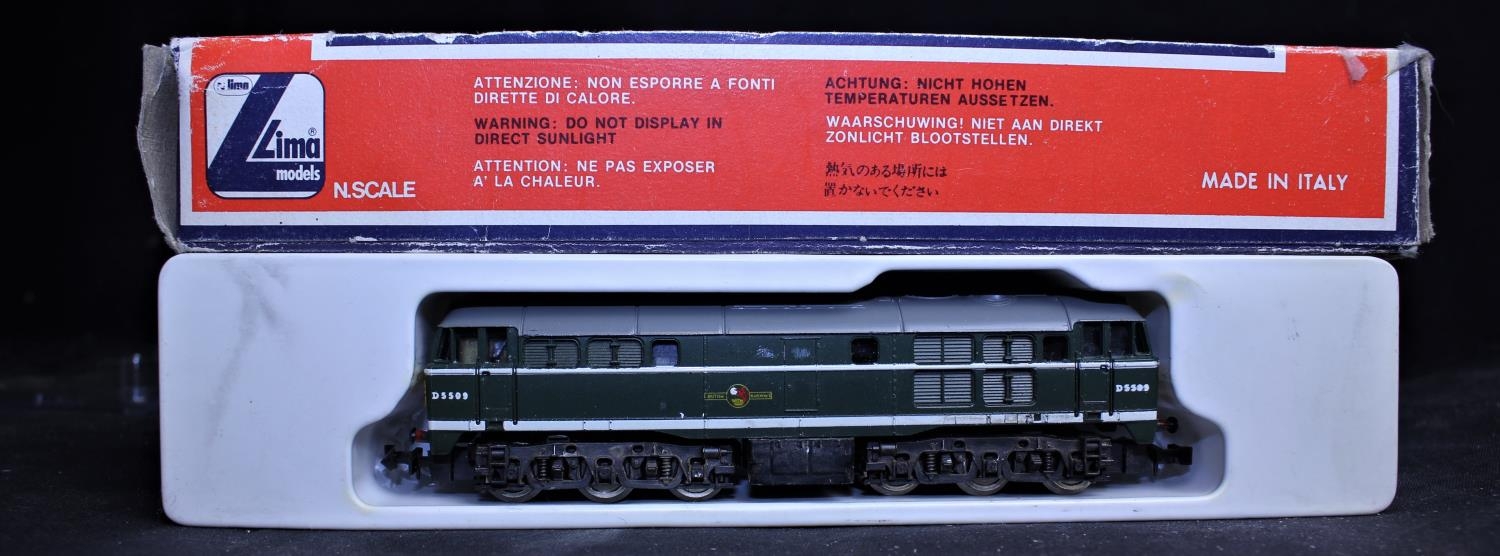 lima
Lima®
models
N.SCALE
ATTENZIONE: NON ESPORRE A FONTI
DIRETTE DI CALORE.
WARNING: DO NOT DISPLAY IN
DIRECT SUNLIGHT
ATTENTION: NE PAS EXPOSER
A' LA CHALEUR.
ACHTUNG: NICHT HOHEN
TEMPERATUREN AUSSETZEN.
WAARSCHUWING! NIET AAN DIREKT
ZONLICHT BLOOTSTELLEN.
熱気のある場所には
置かないでください
MADE IN ITALY
D5509
BRITISH RAILWAYS
D5509